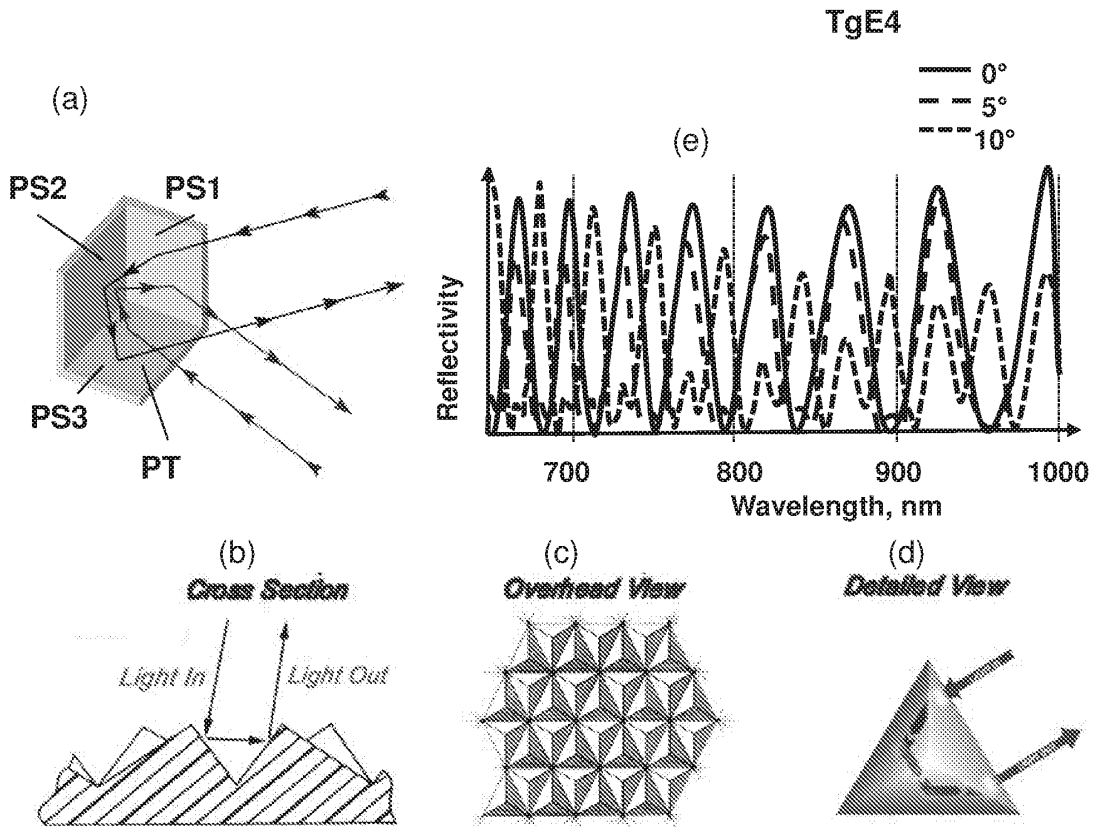 TgE4
0°
5°
10°
(a)
PS2
PS1
PS3
PT
(e)
Reflectivity
700
800
900
1000
Wavelength, nm
(b)
Cross Section
Light In
Light Out
(c)
Overhead View
(d)
Detailed View